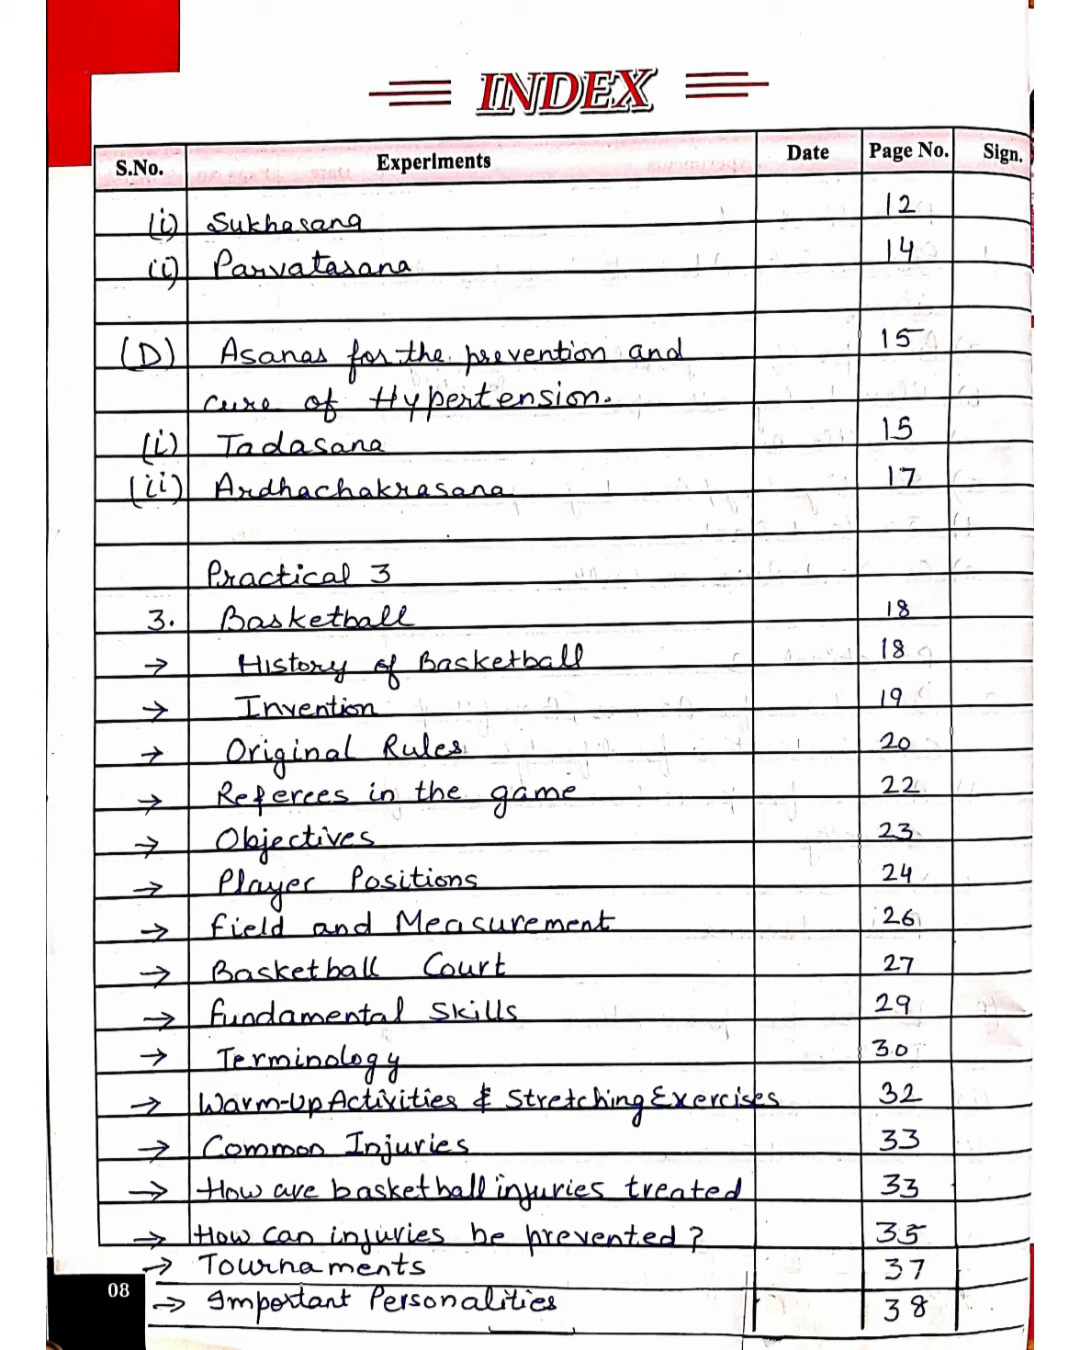 INDEX
S.No. Experiments Date Page No. Sign.
(i) Sukhasana 12
(ii) Parvatasana 14
(D) Asanas for the prevention and 15
cure of Hypertension.
(i) Tadasana 15
(ii) Ardhachakrasana 17
Practical 3
3. Basketball 18
→ History of Basketball 18
→ Invention 19
→ Original Rules 20
→ Referees in the game 22
→ Objectives 23
→ Player Positions 24
→ Field and Measurement 26
→ Basketball Court 27
→ Fundamental Skills 29
→ Terminology 30
→ Warm-Up Activities & Stretching Exercises 32
→ Common Injuries 33
→ How are basketball injuries treated 33
→ How can injuries be prevented? 35
→ Tournaments 37
08
→ Important Personalities 38